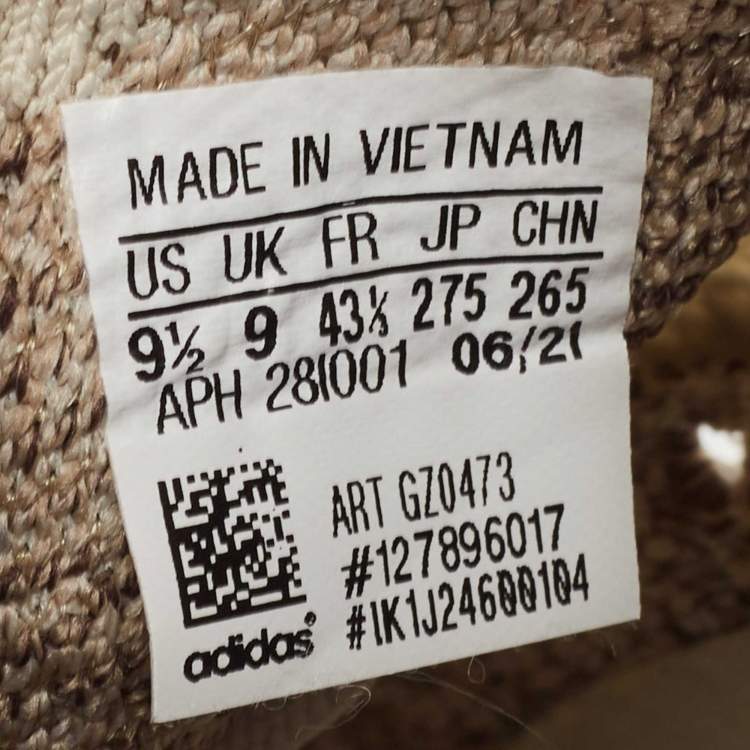 MADE IN VIETNAM
US UK FR JP CHN
9½ 9 43⅓ 275 265
APH 281001 06/21
ART GZ0473
#127896017
#IK1J24600104
adidas®